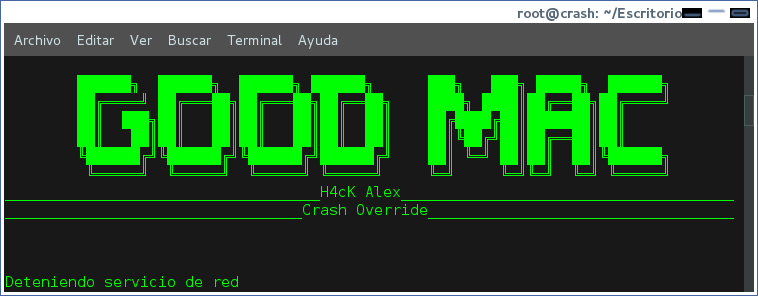 root@crash: ~/Escritorio
Archivo Editar Ver Buscar Terminal Ayuda
GOOD MAC
H4cK Alex
Crash Override
Deteniendo servicio de red